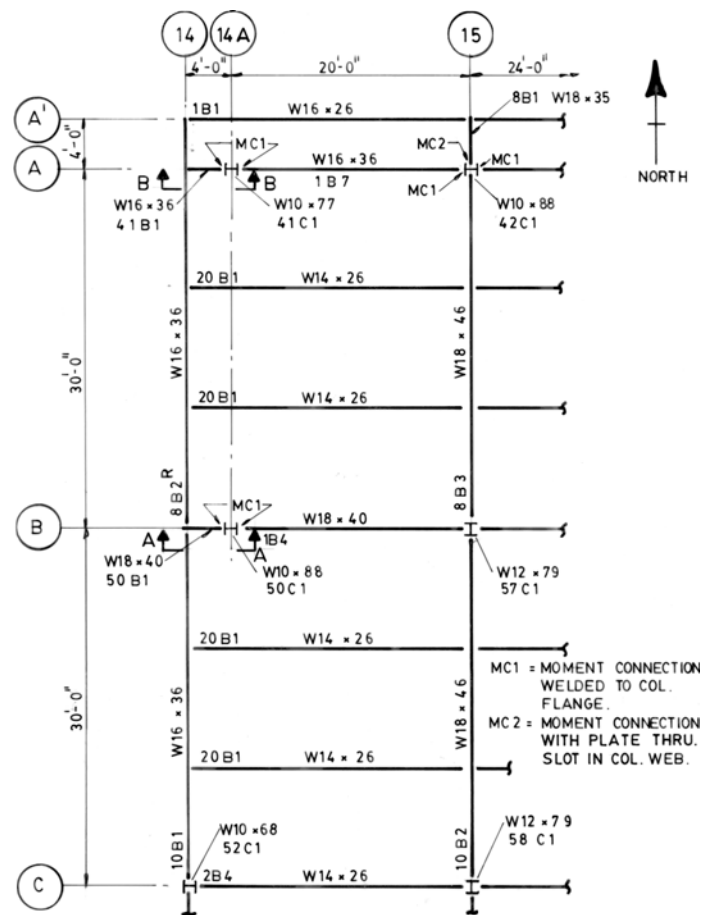 14
14A
15
4'-0"
20'-0"
24'-0"
8B1 W18×35
A'
1B1
W16×26
4'-0"
MC1
MC2
MC1
NORTH
A
B
B
W16×36
1B7
MC1
W16×36
41B1
W10×77
41C1
W10×88
42C1
20B1
W14×26
30'-0"
W16×36
W18×46
20B1
W14×26
8B2R
MC1
8B3
B
W18×40
A
A
1B4
W18×40
50B1
W10×88
50C1
W12×79
57C1
20B1
W14×26
MC1 = MOMENT CONNECTION
WELDED TO COL.
FLANGE.
MC2 = MOMENT CONNECTION
WITH PLATE THRU.
SLOT IN COL. WEB.
30'-0"
W16×36
W18×46
20B1
W14×26
10B1
W10×68
52C1
10B2
W12×79
58 C1
C
2B4
W14×26